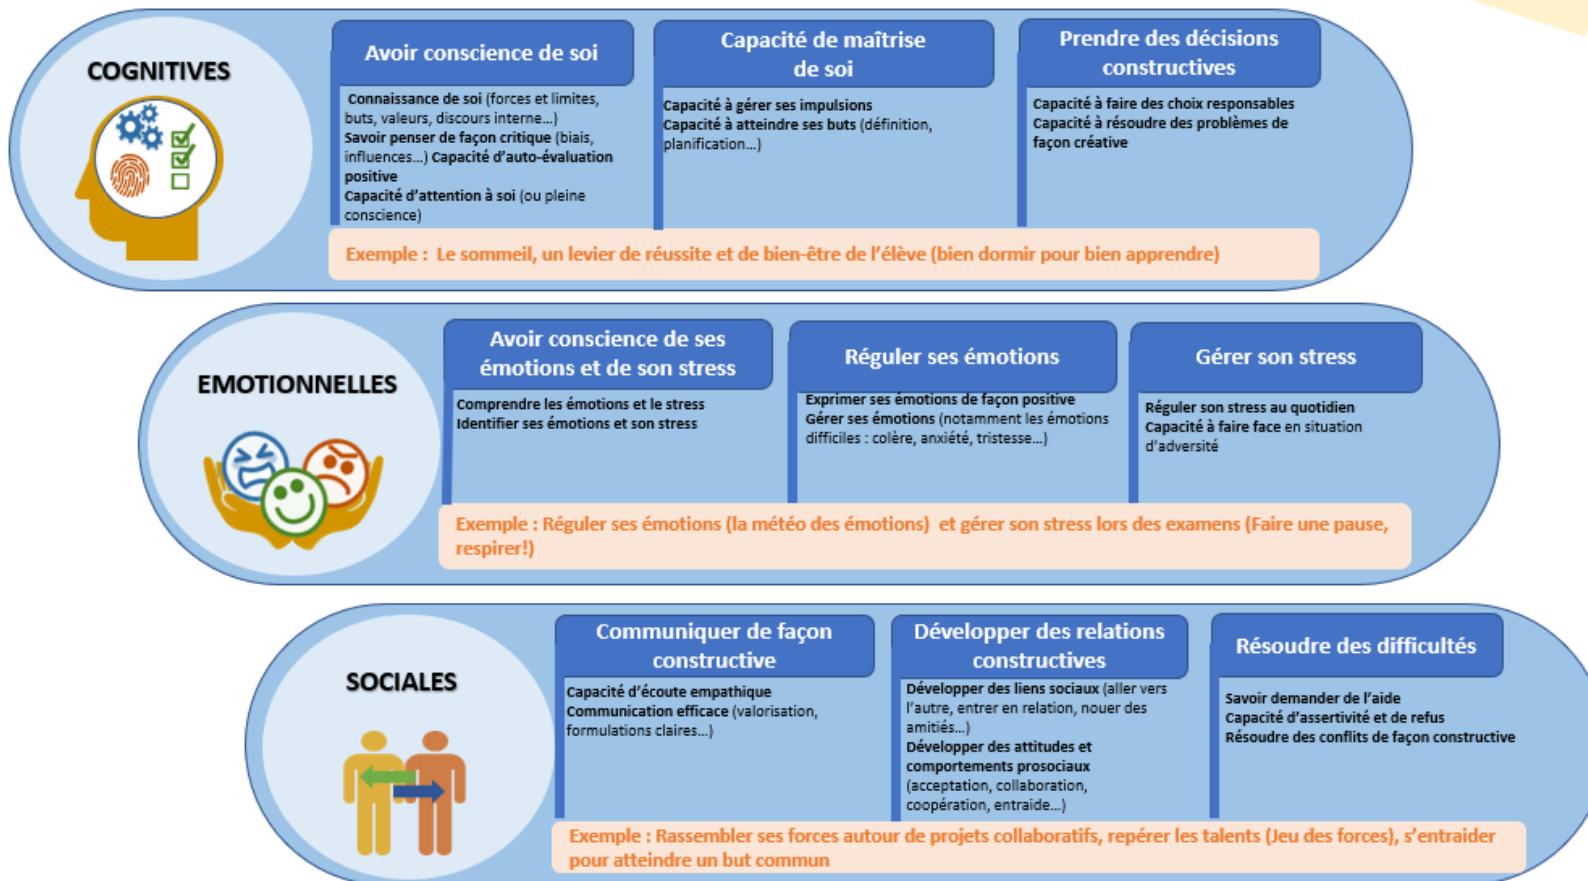 COGNITIVES
Avoir conscience de soi
Connaissance de soi (forces et limites,
buts, valeurs, discours interne...)
Savoir penser de façon critique (biais,
influences...) Capacité d'auto-évaluation
positive
Capacité d'attention à soi (ou pleine
conscience)
Capacité de maîtrise
de soi
Capacité à gérer ses impulsions
Capacité à atteindre ses buts (définition,
planification...)
Prendre des décisions
constructives
Capacité à faire des choix responsables
Capacité à résoudre des problèmes de
façon créative
Exemple : Le sommeil, un levier de réussite et de bien-être de l'élève (bien dormir pour bien apprendre)
EMOTIONNELLES
Avoir conscience de ses
émotions et de son stress
Comprendre les émotions et le stress
Identifier ses émotions et son stress
Réguler ses émotions
Exprimer ses émotions de façon positive
Gérer ses émotions (notamment les émotions
difficiles : colère, anxiété, tristesse...)
Gérer son stress
Réguler son stress au quotidien
Capacité à faire face en situation
d'adversité
Exemple : Réguler ses émotions (la météo des émotions) et gérer son stress lors des examens (Faire une pause,
respirer!)
SOCIALES
Communiquer de façon
constructive
Capacité d'écoute empathique
Communication efficace (valorisation,
formulations claires...)
Développer des relations
constructives
Développer des liens sociaux (aller vers
l'autre, entrer en relation, nouer des
amitiés...)
Développer des attitudes et
comportements prosociaux
(acceptation, collaboration,
coopération, entraide...)
Résoudre des difficultés
Savoir demander de l'aide
Capacité d'assertivité et de refus
Résoudre des conflits de façon constructive
Exemple : Rassembler ses forces autour de projets collaboratifs, repérer les talents (Jeu des forces), s'entraider
pour atteindre un but commun